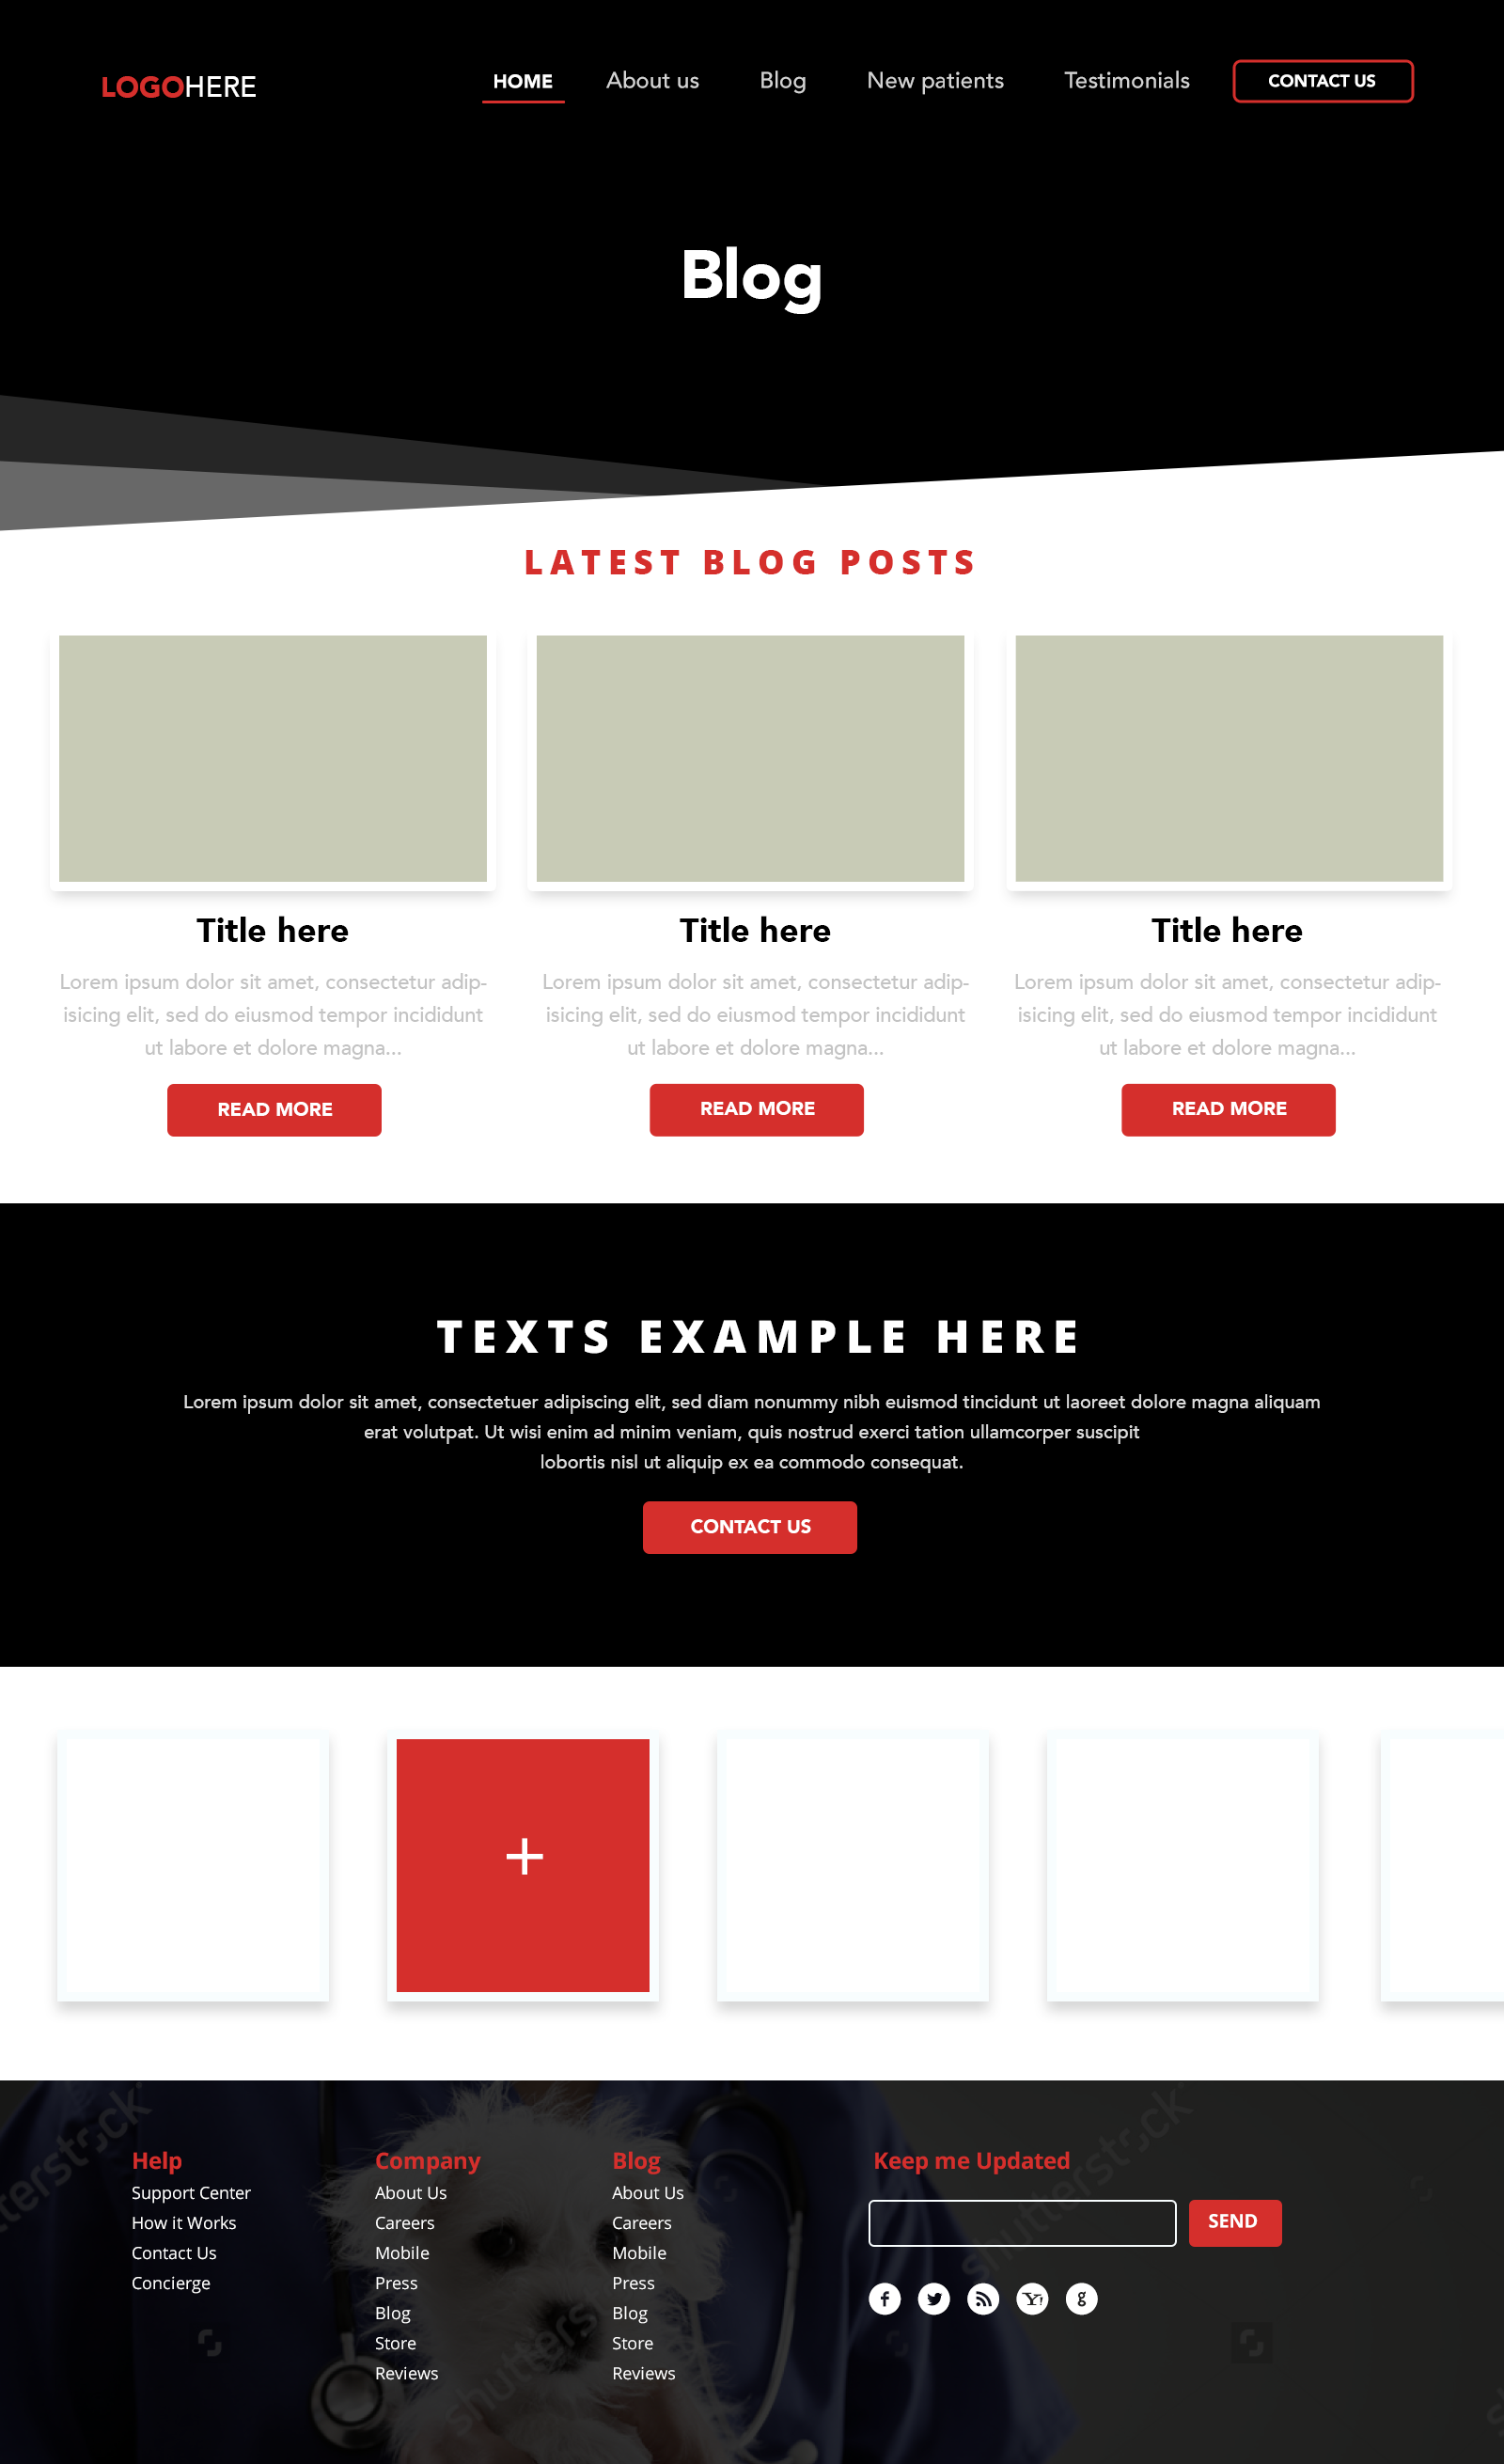 LOGOHERE
HOME
About us
Blog
New patients
Testimonials
CONTACT US
Blog
LATEST BLOG POSTS
Title here
Lorem ipsum dolor sit amet, consectetur adip-
isicing elit, sed do eiusmod tempor incididunt
ut labore et dolore magna...
READ MORE
Title here
Lorem ipsum dolor sit amet, consectetur adip-
isicing elit, sed do eiusmod tempor incididunt
ut labore et dolore magna...
READ MORE
Title here
Lorem ipsum dolor sit amet, consectetur adip-
isicing elit, sed do eiusmod tempor incididunt
ut labore et dolore magna...
READ MORE
TEXTS EXAMPLE HERE
Lorem ipsum dolor sit amet, consectetuer adipiscing elit, sed diam nonummy nibh euismod tincidunt ut laoreet dolore magna aliquam
erat volutpat. Ut wisi enim ad minim veniam, quis nostrud exerci tation ullamcorper suscipit
lobortis nisl ut aliquip ex ea commodo consequat.
CONTACT US
+
Help
Support Center
How it Works
Contact Us
Concierge
Company
About Us
Careers
Mobile
Press
Blog
Store
Reviews
Blog
About Us
Careers
Mobile
Press
Blog
Store
Reviews
Keep me Updated
SEND
shutterstock